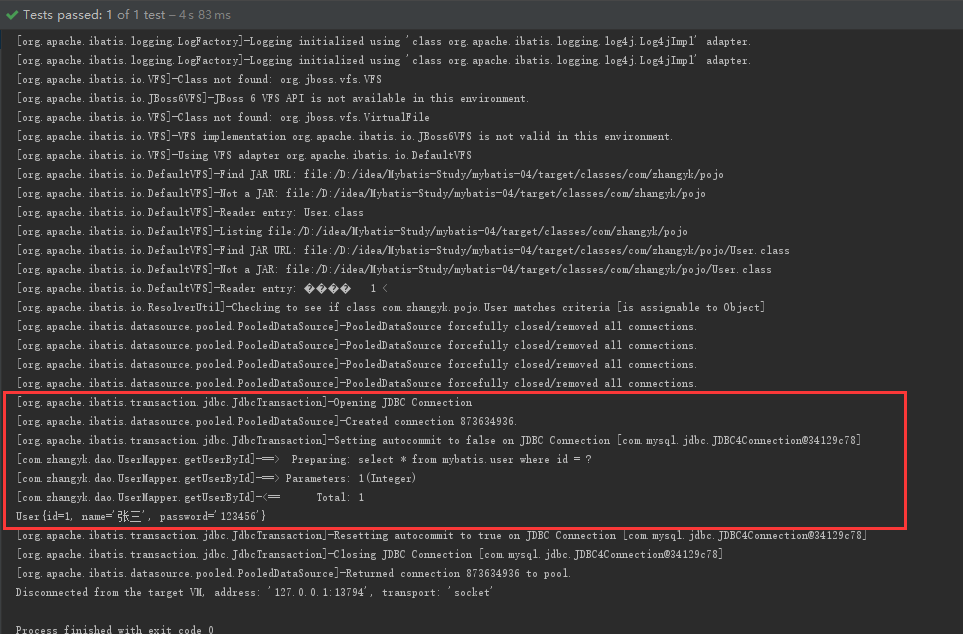 Tests passed: 1 of 1 test – 4 s 83 ms
[org.apache.ibatis.logging.LogFactory]-Logging initialized using 'class org.apache.ibatis.logging.log4j.Log4jImpl' adapter.
[org.apache.ibatis.logging.LogFactory]-Logging initialized using 'class org.apache.ibatis.logging.log4j.Log4jImpl' adapter.
[org.apache.ibatis.io.VFS]-Class not found: org.jboss.vfs.VFS
[org.apache.ibatis.io.JBoss6VFS]-JBoss 6 VFS API is not available in this environment.
[org.apache.ibatis.io.VFS]-Class not found: org.jboss.vfs.VirtualFile
[org.apache.ibatis.io.VFS]-VFS implementation org.apache.ibatis.io.JBoss6VFS is not valid in this environment.
[org.apache.ibatis.io.VFS]-Using VFS adapter org.apache.ibatis.io.DefaultVFS
[org.apache.ibatis.io.DefaultVFS]-Find JAR URL: file:/D:/idea/Mybatis-Study/mybatis-04/target/classes/com/zhangyk/pojo
[org.apache.ibatis.io.DefaultVFS]-Not a JAR: file:/D:/idea/Mybatis-Study/mybatis-04/target/classes/com/zhangyk/pojo
[org.apache.ibatis.io.DefaultVFS]-Reader entry: User.class
[org.apache.ibatis.io.DefaultVFS]-Listing file:/D:/idea/Mybatis-Study/mybatis-04/target/classes/com/zhangyk/pojo
[org.apache.ibatis.io.DefaultVFS]-Find JAR URL: file:/D:/idea/Mybatis-Study/mybatis-04/target/classes/com/zhangyk/pojo/User.class
[org.apache.ibatis.io.DefaultVFS]-Not a JAR: file:/D:/idea/Mybatis-Study/mybatis-04/target/classes/com/zhangyk/pojo/User.class
[org.apache.ibatis.io.DefaultVFS]-Reader entry: ���� 1 <
[org.apache.ibatis.io.ResolverUtil]-Checking to see if class com.zhangyk.pojo.User matches criteria [is assignable to Object]
[org.apache.ibatis.datasource.pooled.PooledDataSource]-PooledDataSource forcefully closed/removed all connections.
[org.apache.ibatis.datasource.pooled.PooledDataSource]-PooledDataSource forcefully closed/removed all connections.
[org.apache.ibatis.datasource.pooled.PooledDataSource]-PooledDataSource forcefully closed/removed all connections.
[org.apache.ibatis.datasource.pooled.PooledDataSource]-PooledDataSource forcefully closed/removed all connections.
[org.apache.ibatis.transaction.jdbc.JdbcTransaction]-Opening JDBC Connection
[org.apache.ibatis.datasource.pooled.PooledDataSource]-Created connection 873634936.
[org.apache.ibatis.transaction.jdbc.JdbcTransaction]-Setting autocommit to false on JDBC Connection [com.mysql.jdbc.JDBC4Connection@34129c78]
[com.zhangyk.dao.UserMapper.getUserById]-==> Preparing: select * from mybatis.user where id = ?
[com.zhangyk.dao.UserMapper.getUserById]-==> Parameters: 1(Integer)
[com.zhangyk.dao.UserMapper.getUserById]-<== Total: 1
User{id=1, name='张三', password='123456'}
[org.apache.ibatis.transaction.jdbc.JdbcTransaction]-Resetting autocommit to true on JDBC Connection [com.mysql.jdbc.JDBC4Connection@34129c78]
[org.apache.ibatis.transaction.jdbc.JdbcTransaction]-Closing JDBC Connection [com.mysql.jdbc.JDBC4Connection@34129c78]
[org.apache.ibatis.datasource.pooled.PooledDataSource]-Returned connection 873634936 to pool.
Disconnected from the target VM, address: '127.0.0.1:13794', transport: 'socket'
Process finished with exit code 0